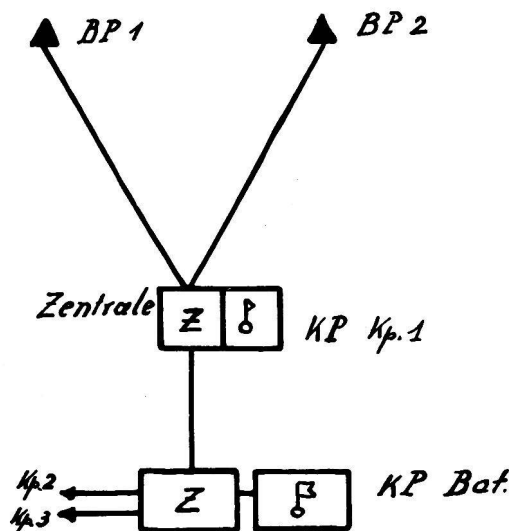 BP 1
BP 2
Zentrale
Z
KP Kp.1
Kp.2
Kp.3
Z
KP Bat.